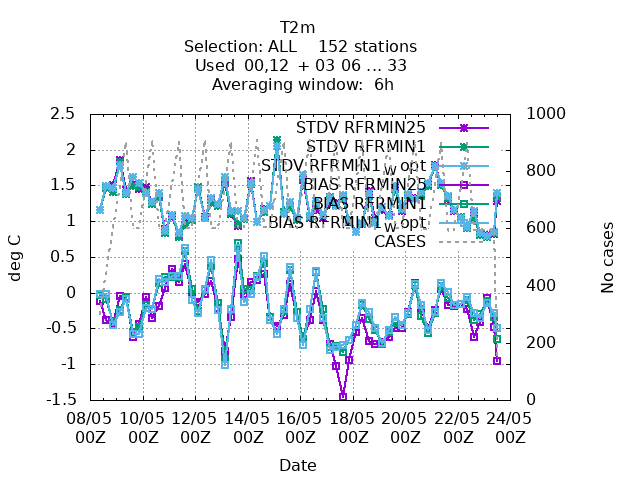 T2m
Selection: ALL    152 stations
Used  00,12  + 03 06 ... 33
Averaging window:  6h
STDV RFRMIN25
STDV RFRMIN1
STDV RFRMIN1_w opt
BIAS RFRMIN25
BIAS RFRMIN1
BIAS RFRMIN1_w opt
CASES
deg C
2.5
2
1.5
1
0.5
0
-0.5
-1
-1.5
No cases
1000
800
600
400
200
0
08/05 10/05 12/05 14/05 16/05 18/05 20/05 22/05 24/05
00Z 00Z 00Z 00Z 00Z 00Z 00Z 00Z 00Z
Date